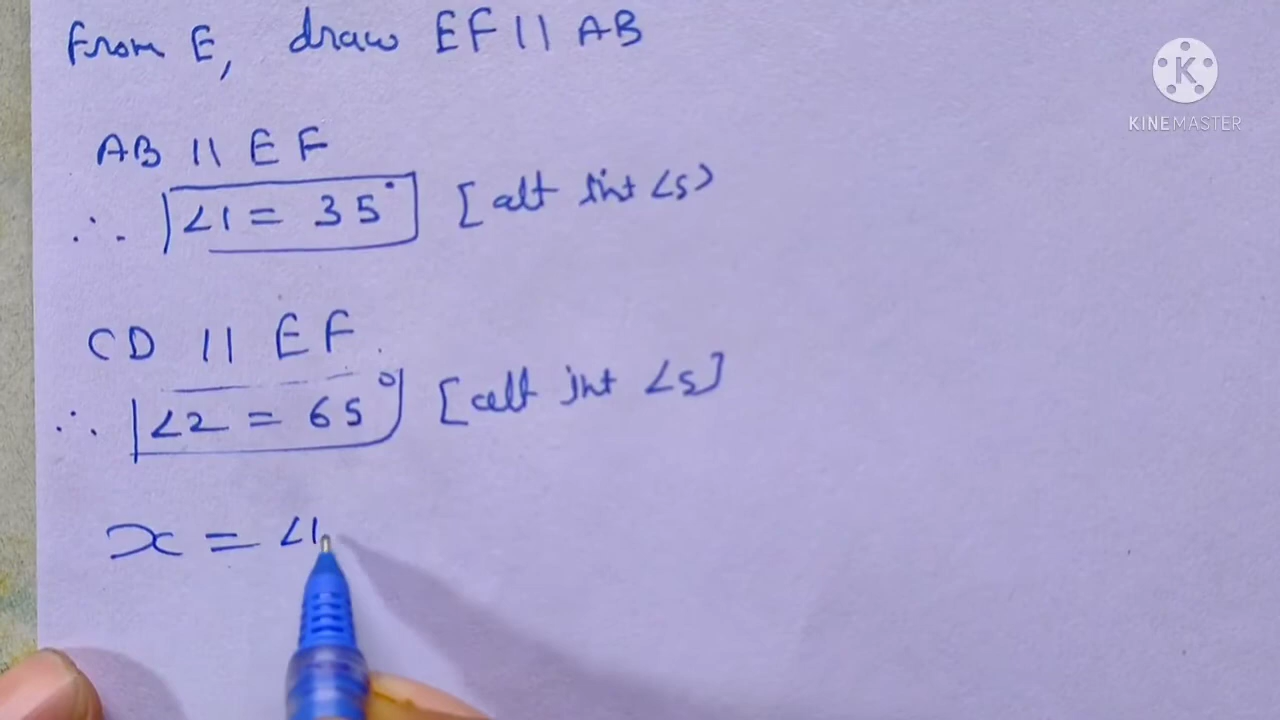 From E, draw EF || AB
K
KINEMASTER
AB || EF
∴ ∠1 = 35° [alt int ∠s)
CD || EF.
∴ ∠2 = 65° [alt int ∠s]
x = ∠1